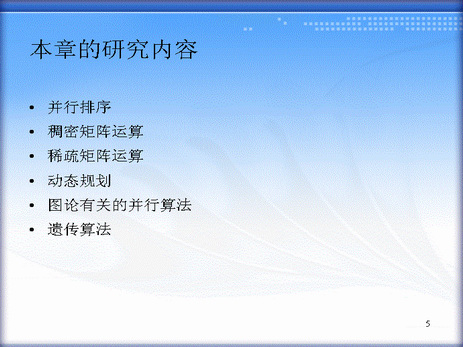 本章的研究内容
• 并行排序
• 稠密矩阵运算
• 稀疏矩阵运算
• 动态规划
• 图论有关的并行算法
• 遗传算法
5